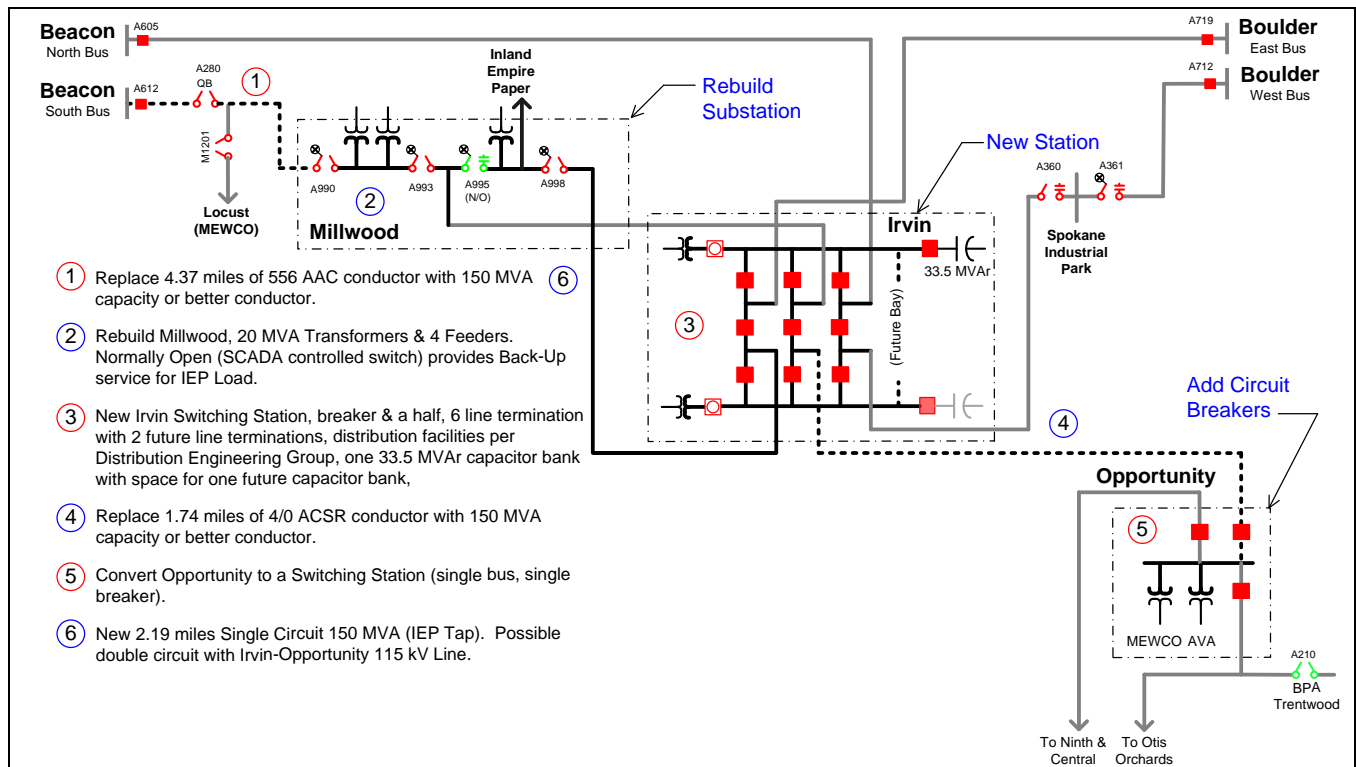 Beacon
North Bus
A605
Beacon
South Bus
A612
A280
QB
1
M1201
Locust
(MEWCO)
Inland
Empire
Paper
Rebuild
Substation
A990
A993
A995
(N/O)
A998
2
Millwood
A719
Boulder
East Bus
A712
Boulder
West Bus
New Station
A360
A361
Spokane
Industrial
Park
Irvin
33.5 MVAr
3
(Future Bay)
6
4
Add Circuit
Breakers
Opportunity
5
MEWCO AVA
A210
BPA
Trentwood
To Ninth &
Central
To Otis
Orchards
1 Replace 4.37 miles of 556 AAC conductor with 150 MVA
capacity or better conductor.
2 Rebuild Millwood, 20 MVA Transformers & 4 Feeders.
Normally Open (SCADA controlled switch) provides Back-Up
service for IEP Load.
3 New Irvin Switching Station, breaker & a half, 6 line termination
with 2 future line terminations, distribution facilities per
Distribution Engineering Group, one 33.5 MVAr capacitor bank
with space for one future capacitor bank,
4 Replace 1.74 miles of 4/0 ACSR conductor with 150 MVA
capacity or better conductor.
5 Convert Opportunity to a Switching Station (single bus, single
breaker).
6 New 2.19 miles Single Circuit 150 MVA (IEP Tap). Possible
double circuit with Irvin-Opportunity 115 kV Line.